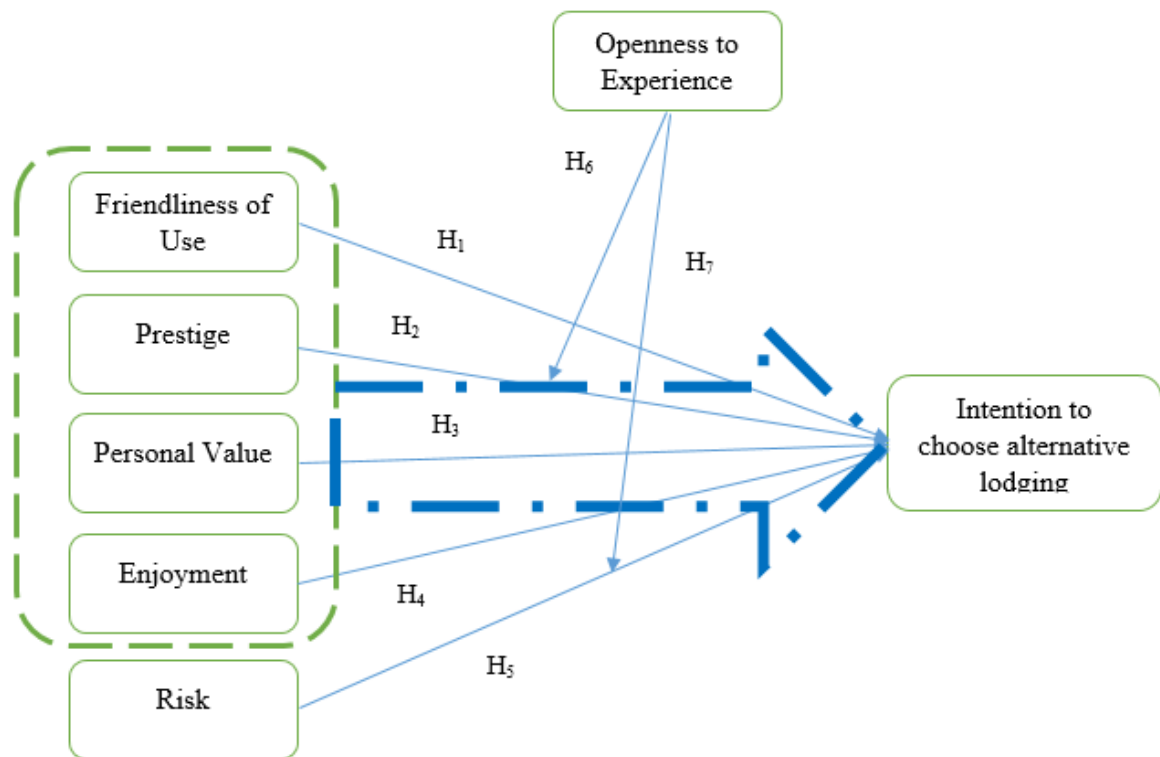 Openness to
Experience
H₆
Friendliness of
Use
H₁
H₇
Prestige
H₂
Personal Value
H₃
Intention to
choose alternative
lodging
Enjoyment
H₄
H₅
Risk